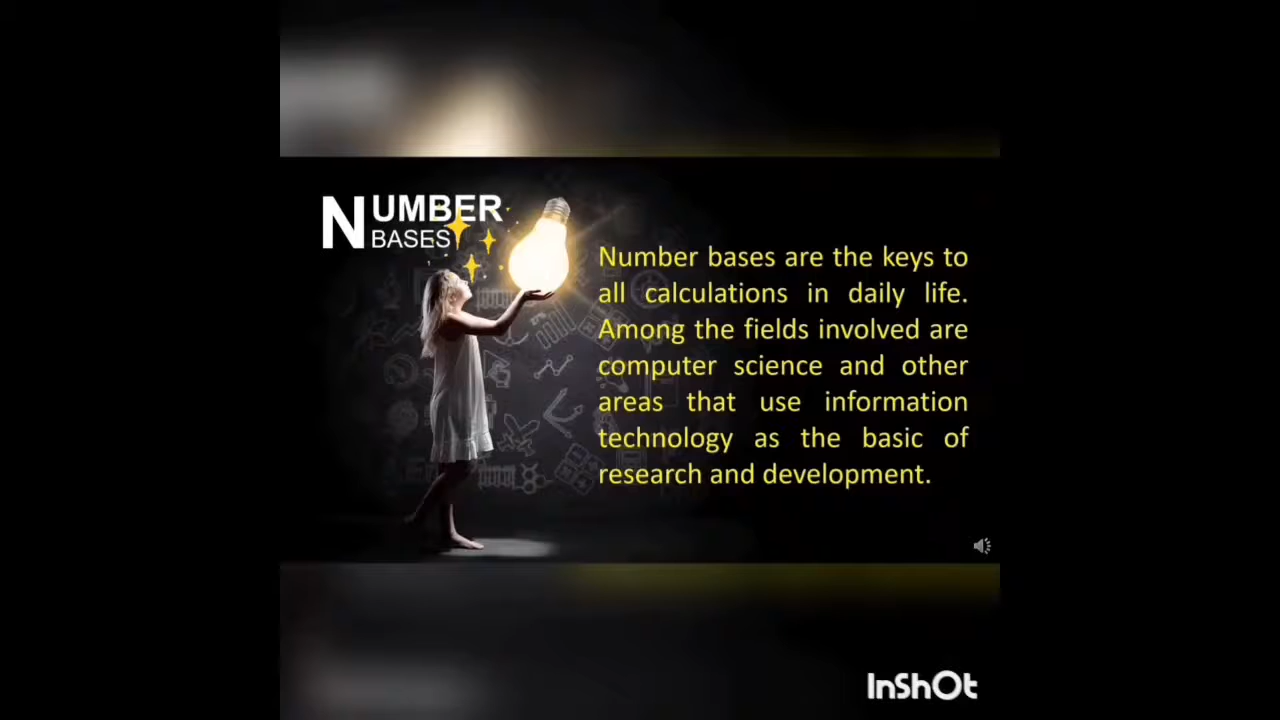 NUMBER
BASES
Number bases are the keys to
all calculations in daily life.
Among the fields involved are
computer science and other
areas that use information
technology as the basic of
research and development.
InShOt